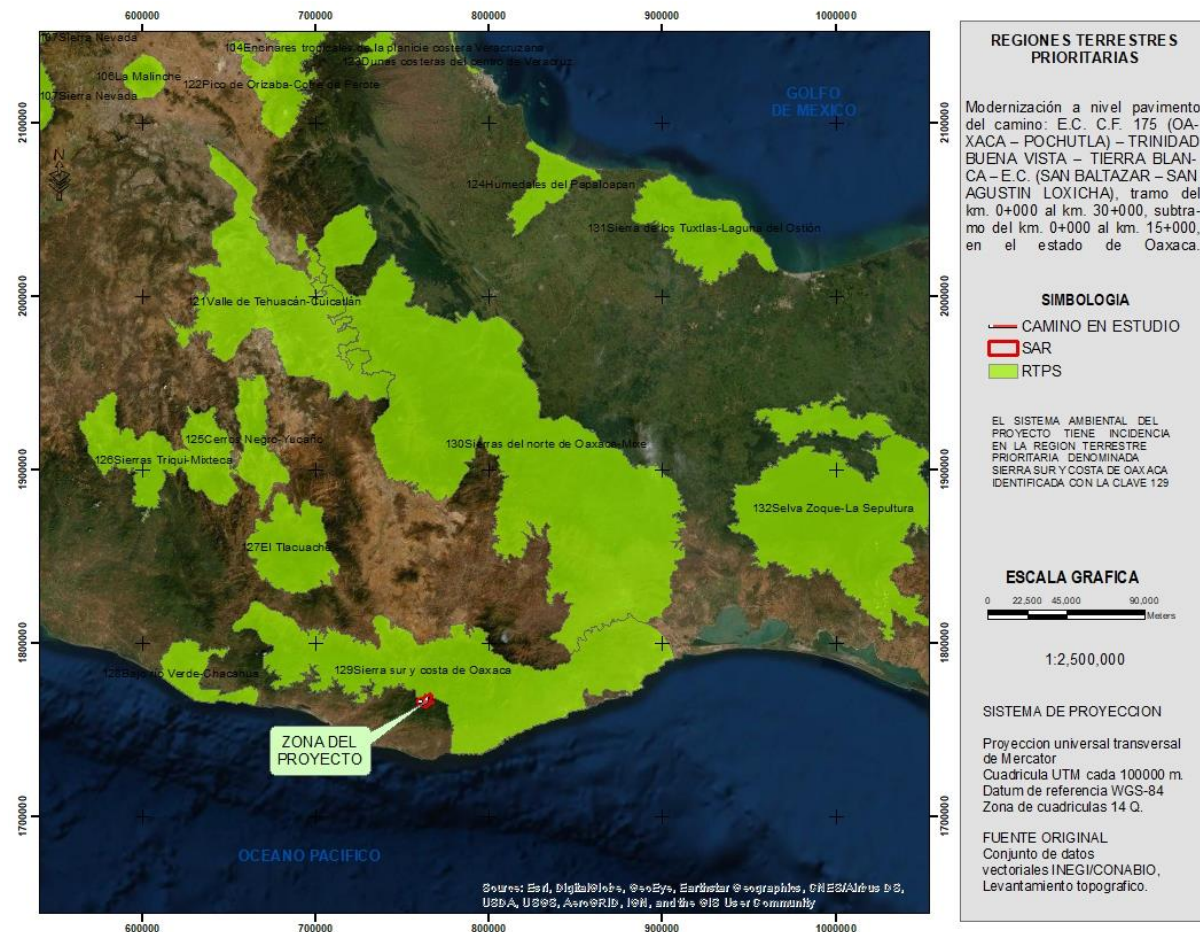 600000 700000 800000 900000 1000000
107Sierra Nevada
104Encinares tropicales de la planicie costera Veracruzana
123Dunas costeras del centro de Veracruz
106La Malinche
122Pico de Orizaba-Cofre de Perote
107Sierra Nevada
GOLFO
DE MEXICO
2100000 2100000
N
124Humedales del Papaloapan
131Sierra de los Tuxtlas-Laguna del Ostión
2000000 2000000
121Valle de Tehuacán-Cuicatlán
125Cerros Negro-Yucaño
130Sierras del norte de Oaxaca-Mixe
126Sierras Triqui-Mixteca
1900000 1900000
132Selva Zoque-La Sepultura
127El Tlacuache
1800000 1800000
129Sierra sur y costa de Oaxaca
128Bajo río Verde-Chacahua
ZONA DEL
PROYECTO
1700000 1700000
OCEANO PACIFICO
Source: Esri, DigitalGlobe, GeoEye, Earthstar Geographics, CNES/Airbus DS,
USDA, USGS, AeroGRID, IGN, and the GIS User Community
600000 700000 800000 900000 1000000
REGIONES TERRESTRES
PRIORITARIAS
Modernización a nivel pavimento
del camino: E.C. C.F. 175 (OA-
XACA – POCHUTLA) – TRINIDAD
BUENA VISTA – TIERRA BLAN-
CA – E.C. (SAN BALTAZAR – SAN
AGUSTIN LOXICHA), tramo del
km. 0+000 al km. 30+000, subtra-
mo del km. 0+000 al km. 15+000,
en el estado de Oaxaca.
SIMBOLOGIA
CAMINO EN ESTUDIO
SAR
RTPS
EL SISTEMA AMBIENTAL DEL
PROYECTO TIENE INCIDENCIA
EN LA REGION TERRESTRE
PRIORITARIA DENOMINADA
SIERRA SUR Y COSTA DE OAXACA
IDENTIFICADA CON LA CLAVE 129
ESCALA GRAFICA
0 22,500 45,000 90,000
Meters
1:2,500,000
SISTEMA DE PROYECCION
Proyeccion universal transversal
de Mercator
Cuadricula UTM cada 100000 m.
Datum de referencia WGS-84
Zona de cuadriculas 14 Q.
FUENTE ORIGINAL
Conjunto de datos
vectoriales INEGI/CONABIO,
Levantamiento topografico.